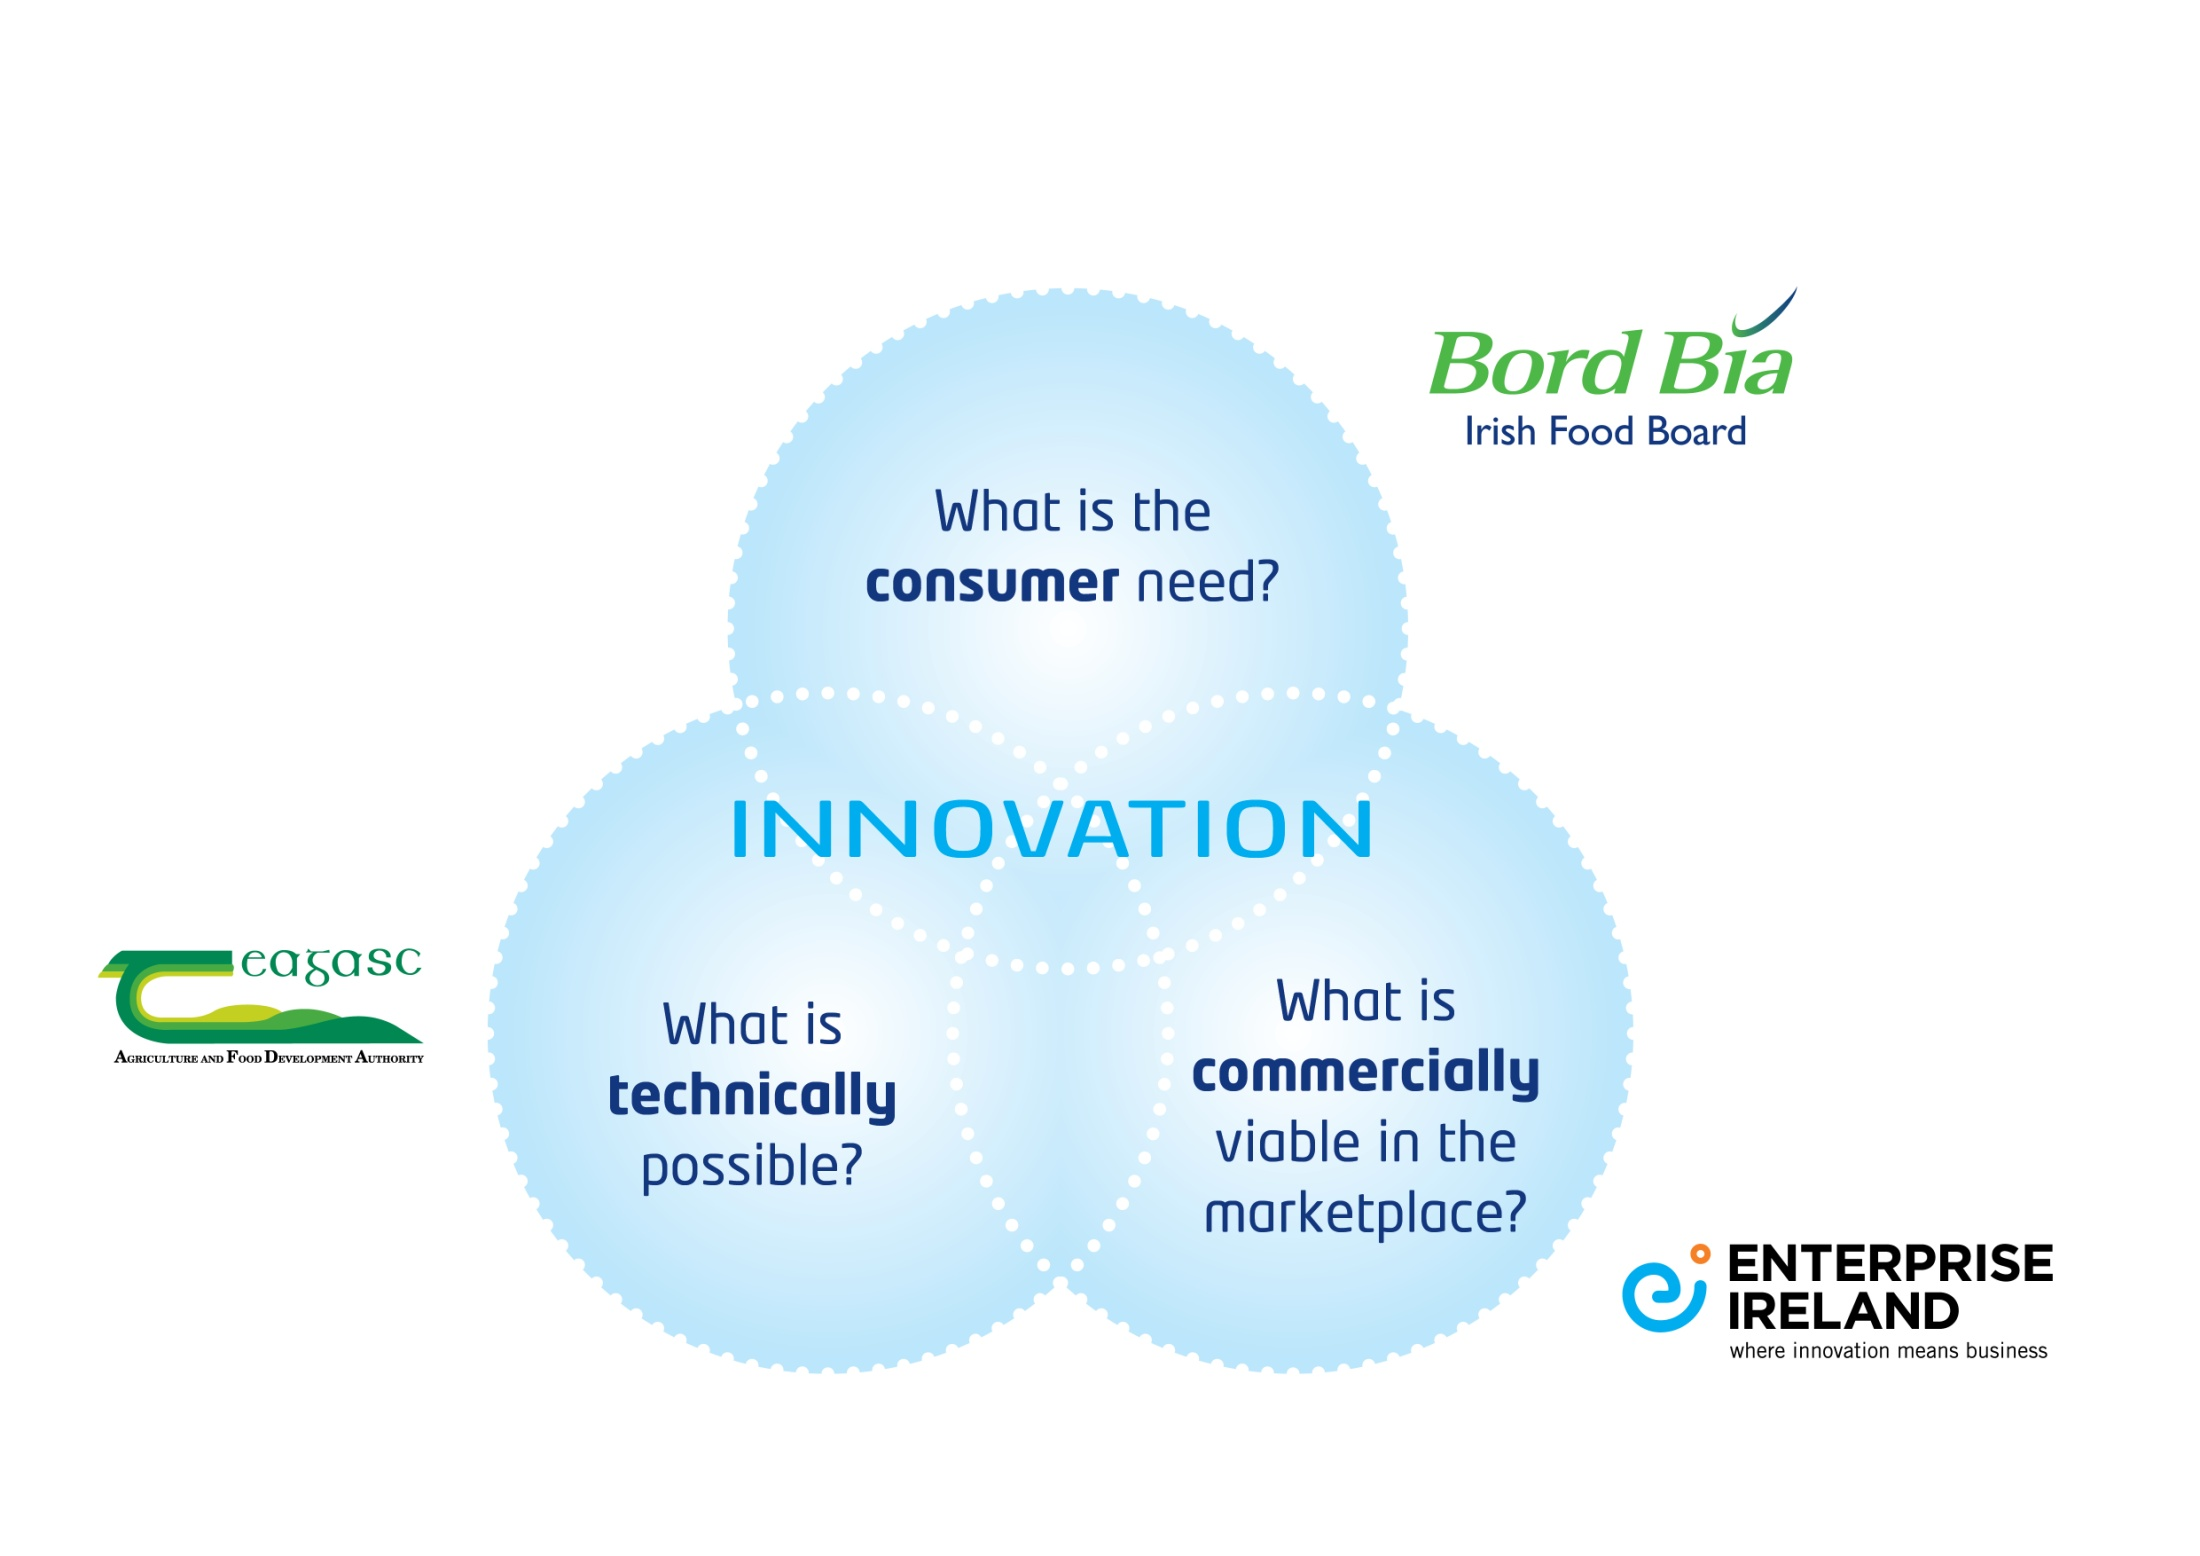 Bord Bia
Irish Food Board
What is the
consumer need?
INNOVATION
Teagasc
AGRICULTURE AND FOOD DEVELOPMENT AUTHORITY
What is
technically
possible?
What is
commercially
viable in the
marketplace?
ENTERPRISE
IRELAND
where innovation means business